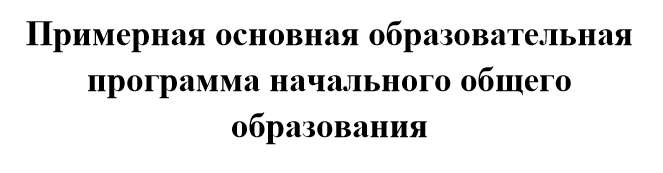 Примерная основная образовательная
программа начального общего
образования